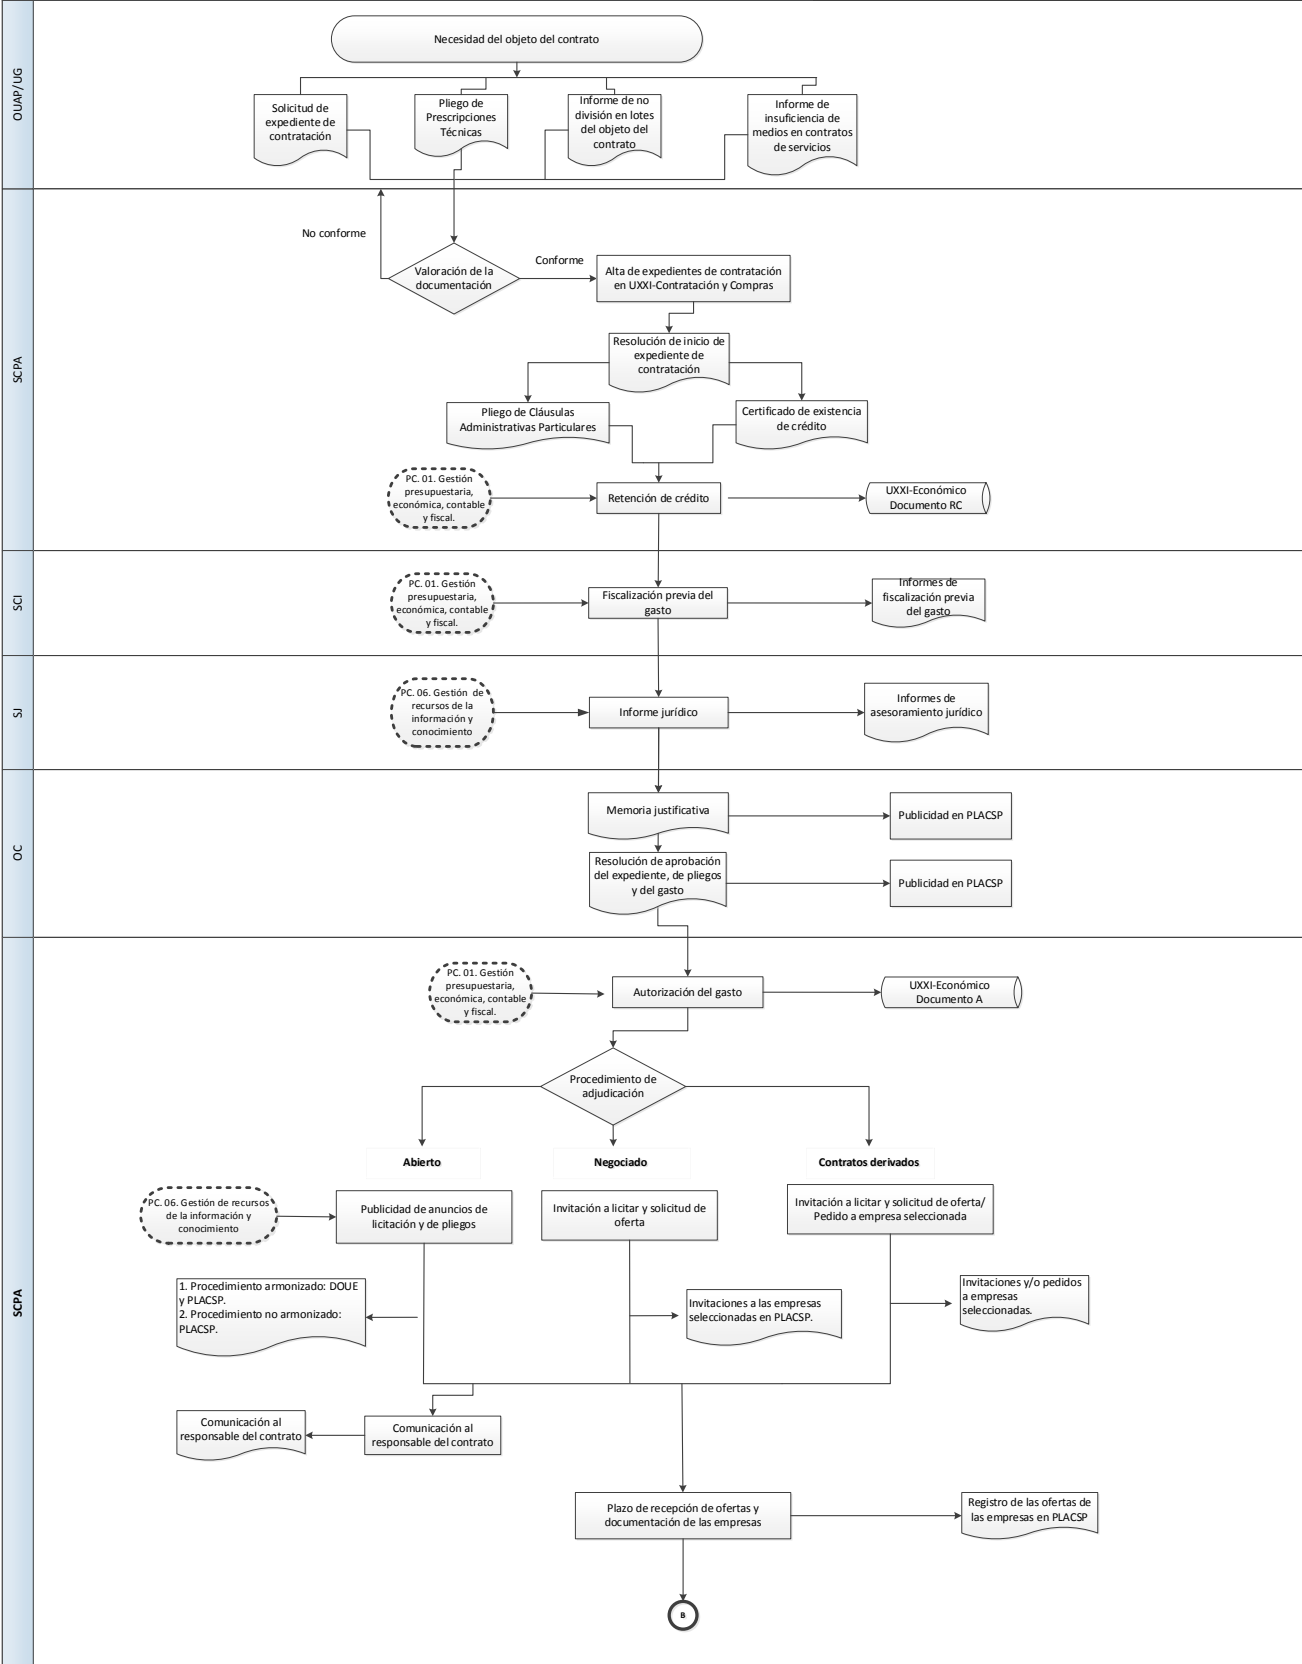 OUAP/UG
Necesidad del objeto del contrato
Solicitud de
expediente de
contratación
Pliego de
Prescripciones
Técnicas
Informe de no
división en lotes
del objeto del
contrato
Informe de
insuficiencia de
medios en contratos
de servicios
SCPA
No conforme
Valoración de la
documentación
Conforme
Alta de expedientes de contratación
en UXXI-Contratación y Compras
Resolución de inicio de
expediente de
contratación
Pliego de Cláusulas
Administrativas Particulares
Certificado de existencia
de crédito
PC. 01. Gestión
presupuestaria,
económica, contable
y fiscal.
Retención de crédito
UXXI-Económico
Documento RC
SCI
PC. 01. Gestión
presupuestaria,
económica, contable
y fiscal.
Fiscalización previa del
gasto
Informes de
fiscalización previa
del gasto
SJ
PC. 06. Gestión de
recursos de la
información y
conocimiento
Informe jurídico
Informes de
asesoramiento jurídico
OC
Memoria justificativa
Publicidad en PLACSP
Resolución de aprobación
del expediente, de pliegos
y del gasto
Publicidad en PLACSP
SCPA
PC. 01. Gestión
presupuestaria,
económica, contable
y fiscal.
Autorización del gasto
UXXI-Económico
Documento A
Procedimiento de
adjudicación
Abierto
Negociado
Contratos derivados
PC. 06. Gestión de recursos
de la información y
conocimiento
Publicidad de anuncios de
licitación y de pliegos
Invitación a licitar y solicitud de
oferta
Invitación a licitar y solicitud de oferta/
Pedido a empresa seleccionada
1. Procedimiento armonizado: DOUE
y PLACSP.
2. Procedimiento no armonizado:
PLACSP.
Invitaciones a las empresas
seleccionadas en PLACSP.
Invitaciones y/o pedidos
a empresas
seleccionadas.
Comunicación al
responsable del contrato
Comunicación al
responsable del contrato
Plazo de recepción de ofertas y
documentación de las empresas
Registro de las ofertas de
las empresas en PLACSP
B